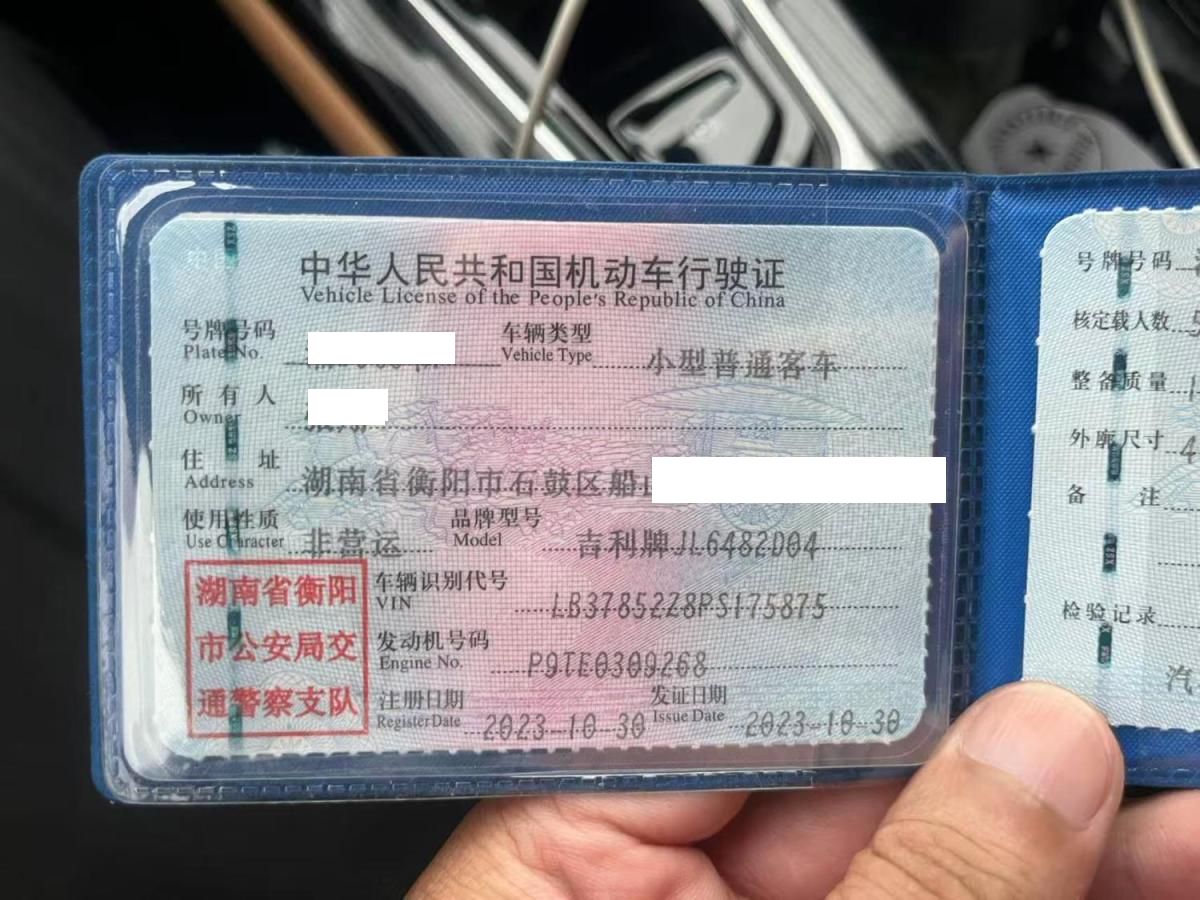 中华人民共和国机动车行驶证
Vehicle License of the People's Republic of China
号牌号码
Plate No.
车辆类型
Vehicle Type
小型普通客车
所有人
Owner
住址
Address
湖南省衡阳市石鼓区船
使用性质
Use Character
非营运
品牌型号
Model
吉利牌JL6482D04
湖南省衡阳
市公安局交
通警察支队
车辆识别代号
VIN
LB37852Z8PS175875
发动机号码
Engine No.
P9TE0309268
注册日期
Register Date
2023-10-30
发证日期
Issue Date
2023-10-30
号牌号码
核定载人数
整备质量
外廓尺寸
4
备注
检验记录
汽